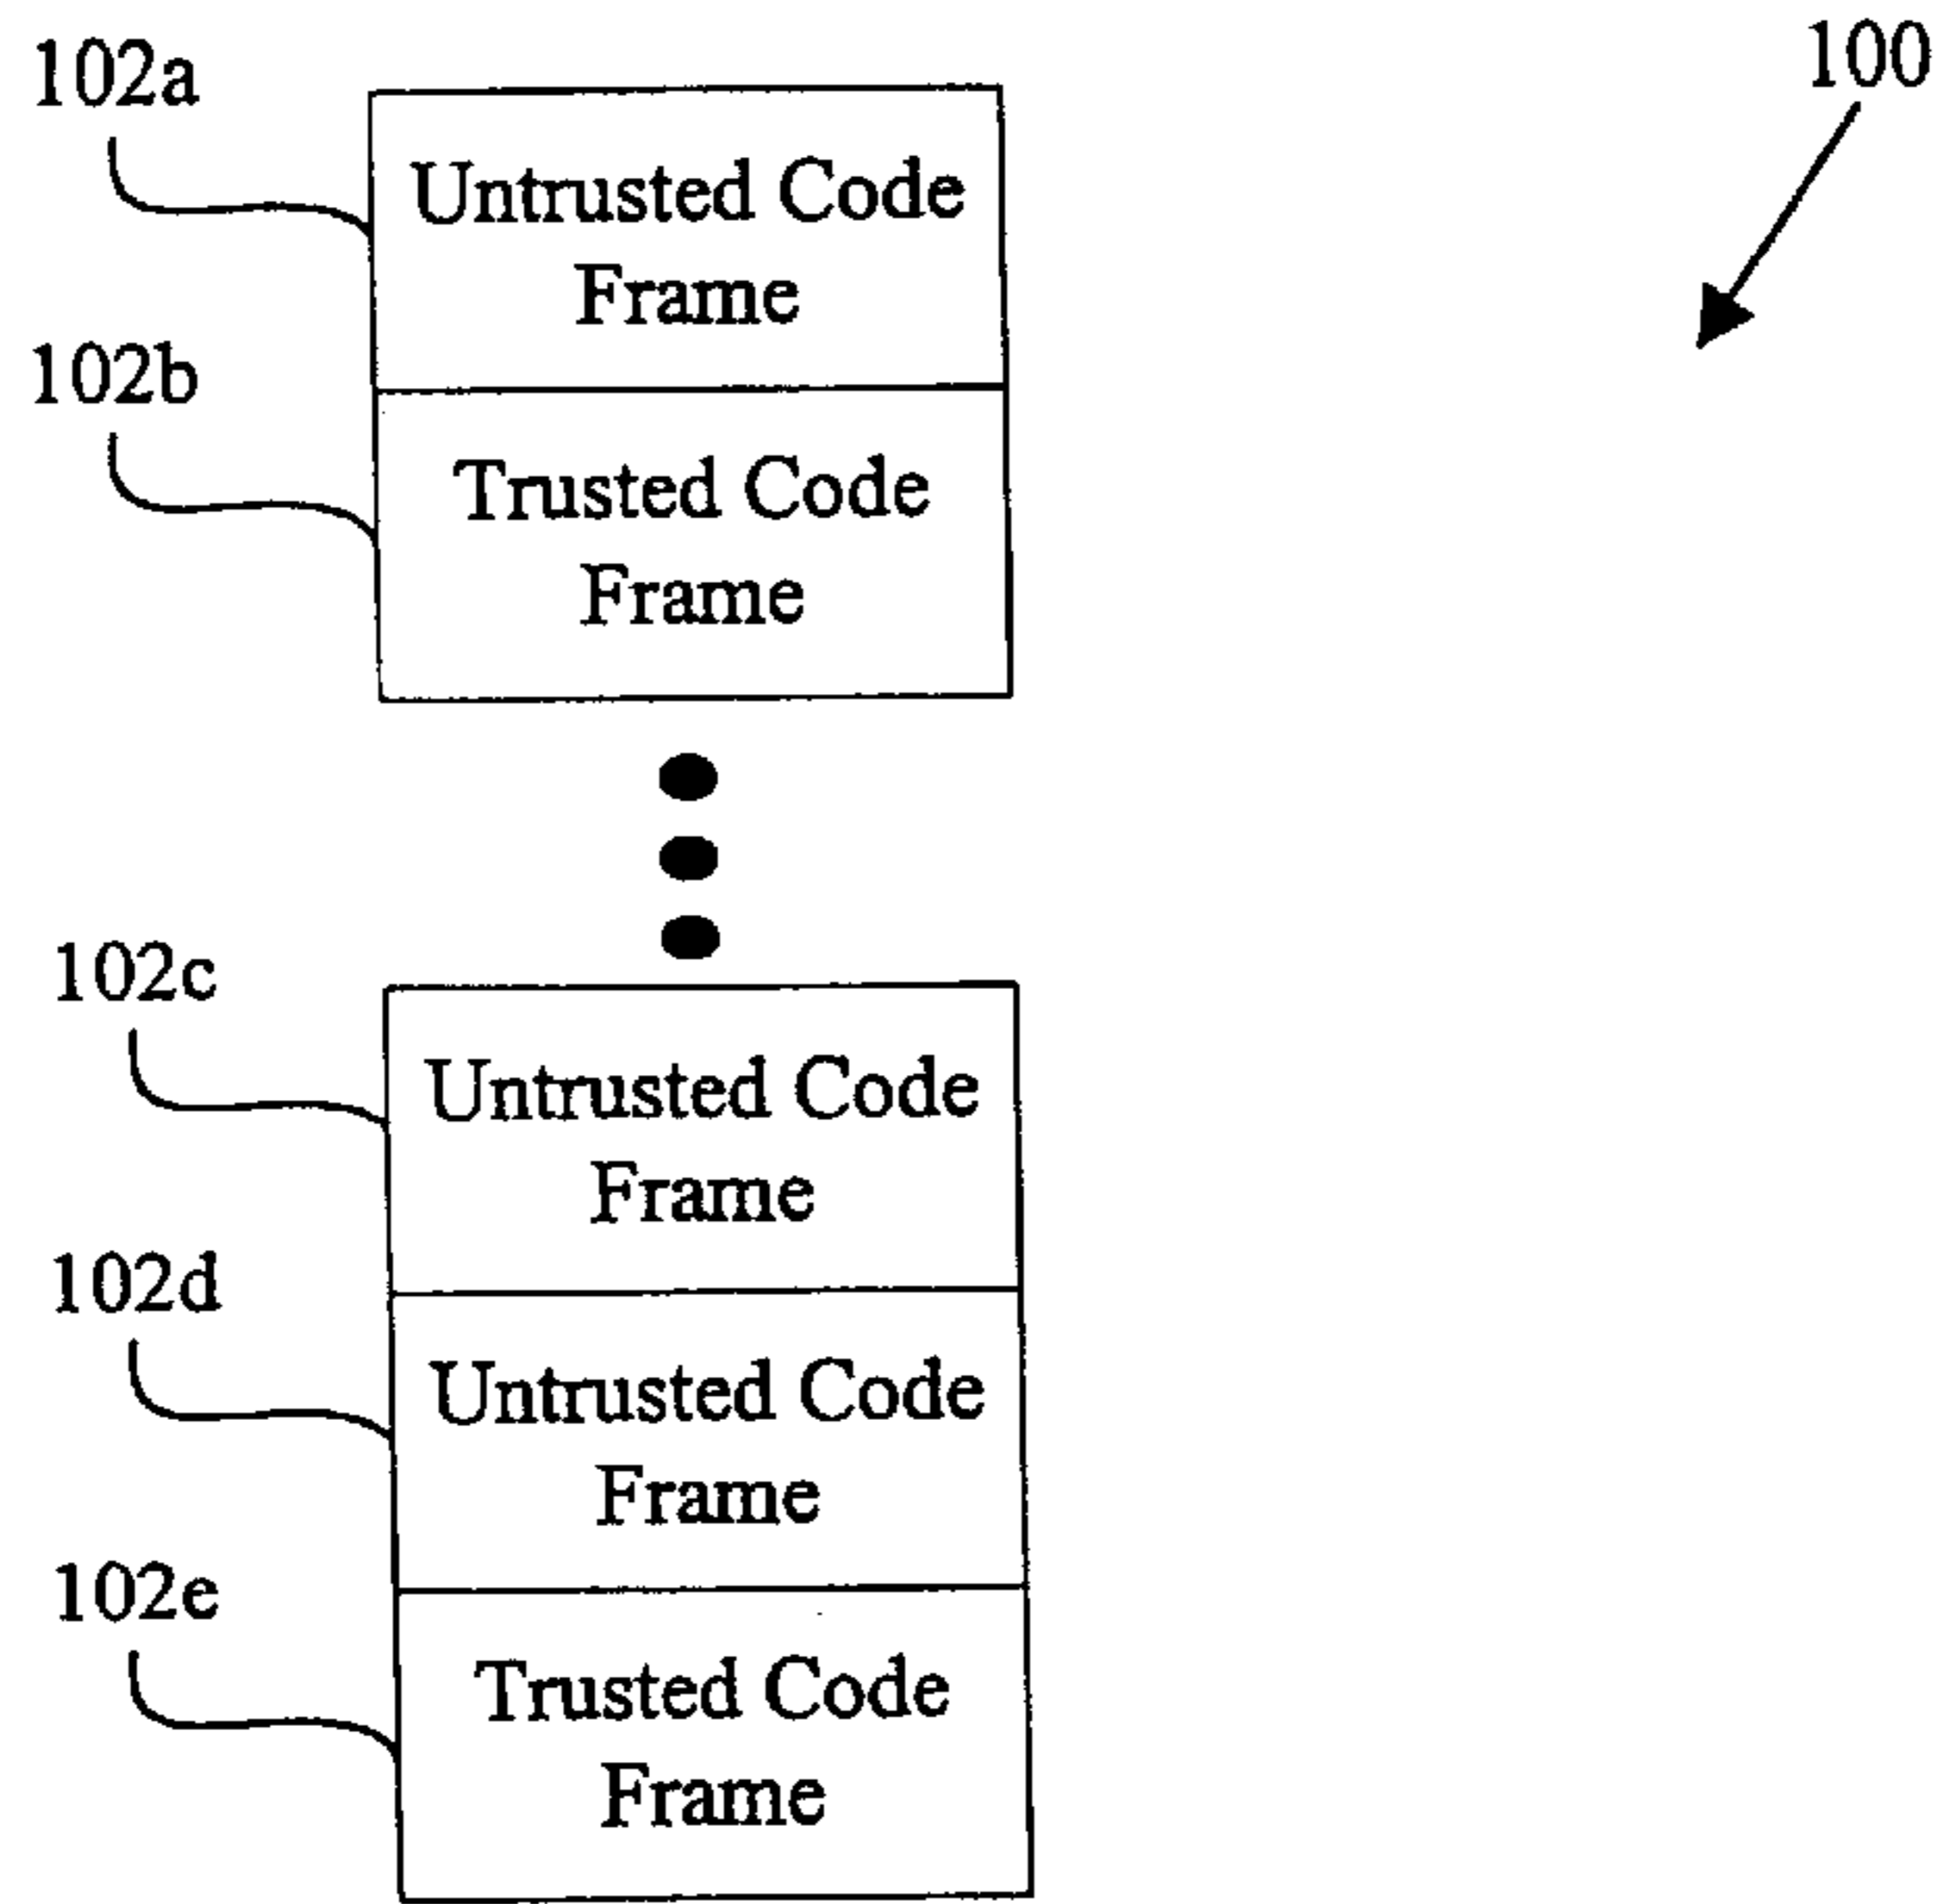 102a
100
Untrusted Code
Frame
102b
Trusted Code
Frame
102c
Untrusted Code
Frame
102d
Untrusted Code
Frame
102e
Trusted Code
Frame